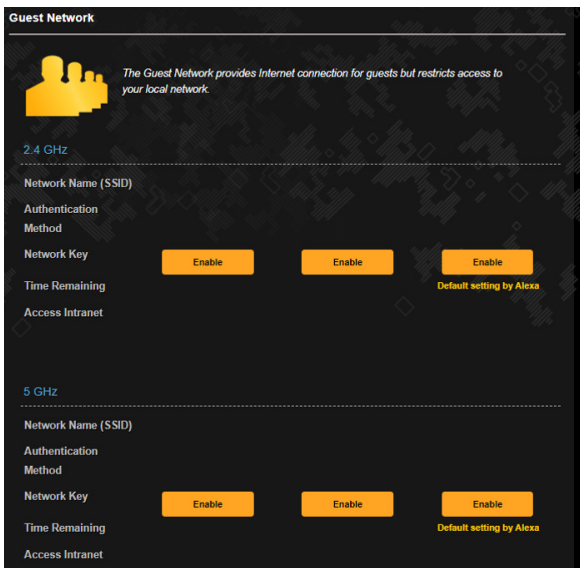 Guest Network
The Guest Network provides Internet connection for guests but restricts access to
your local network.
2.4 GHz
Network Name (SSID)
Authentication
Method
Network Key
Enable
Enable
Enable
Time Remaining
Default setting by Alexa
Access Intranet
5 GHz
Network Name (SSID)
Authentication
Method
Network Key
Enable
Enable
Enable
Time Remaining
Default setting by Alexa
Access Intranet